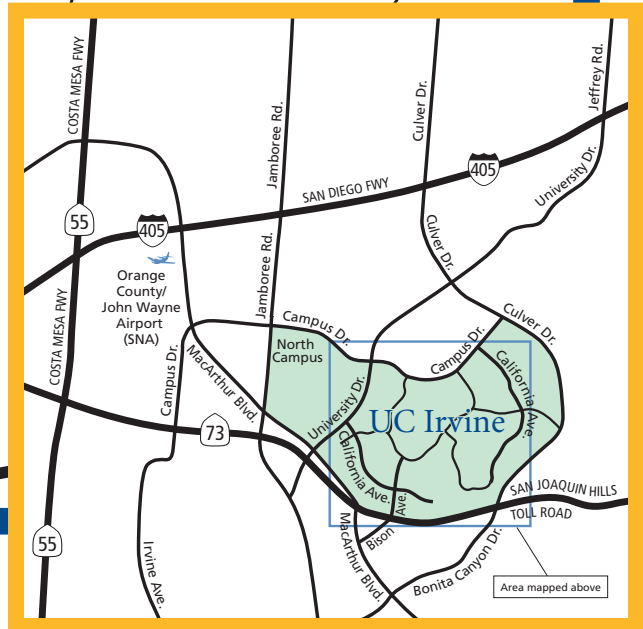 COSTA MESA FWY
Jamboree Rd.
Culver Dr.
Jeffrey Rd.
405
SAN DIEGO FWY
University Dr.
55
405
Culver Dr.
Orange
County/
John Wayne
Airport
(SNA)
COSTA MESA FWY
Jamboree Rd.
Campus Dr.
Culver Dr.
North
Campus
Campus Dr.
Campus Dr.
MacArthur Blvd.
California Ave.
University Dr.
UC Irvine
73
California Ave.
SAN JOAQUIN HILLS
TOLL ROAD
Bison Ave.
MacArthur Blvd.
55
Irvine Ave.
Bonita Canyon Dr.
Area mapped above